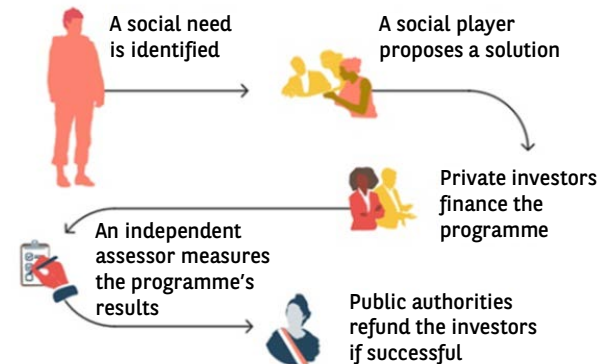 A social need
is identified
A social player
proposes a solution
Private investors
finance the
programme
An independent
assessor measures
the programme's
results
Public authorities
refund the investors
if successful